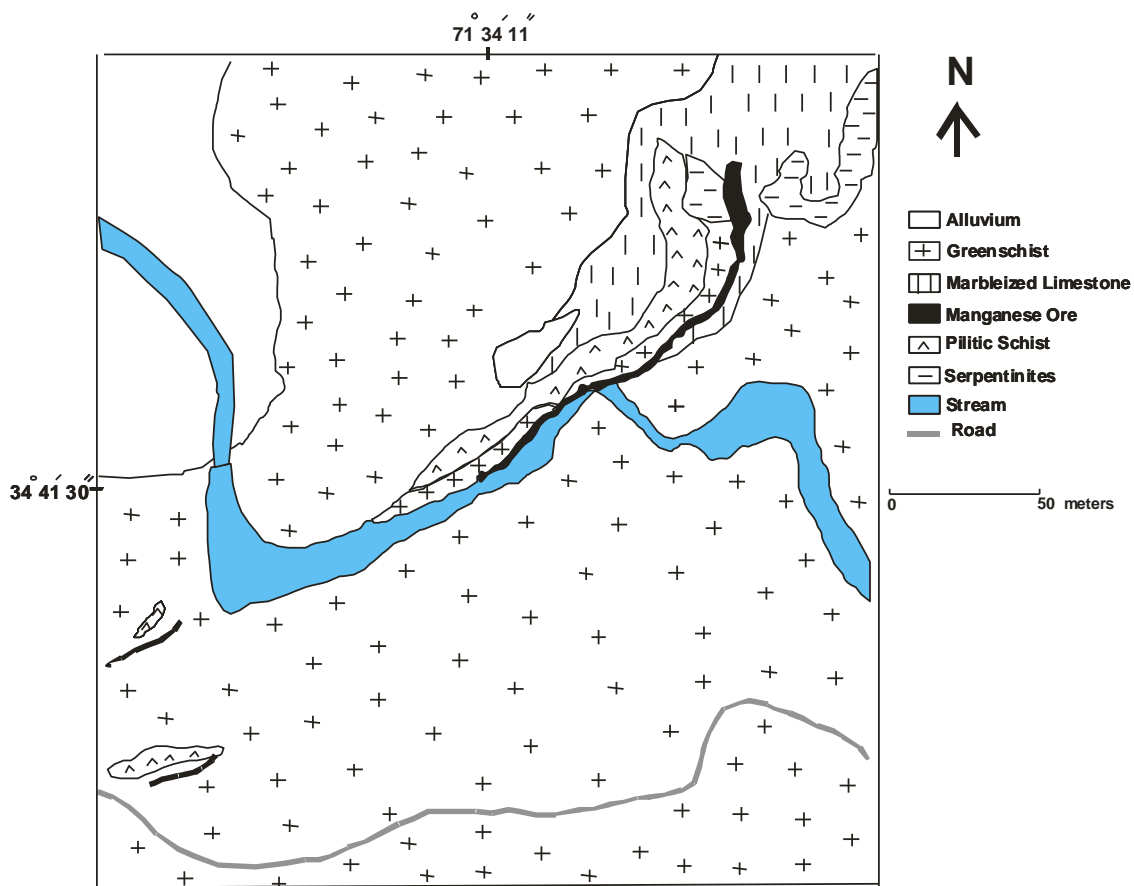 71° 34′ 11″
N
Alluvium
Greenschist
Marbleized Limestone
Manganese Ore
Pilitic Schist
Serpentinites
Stream
Road
34° 41′ 30″
0 50 meters